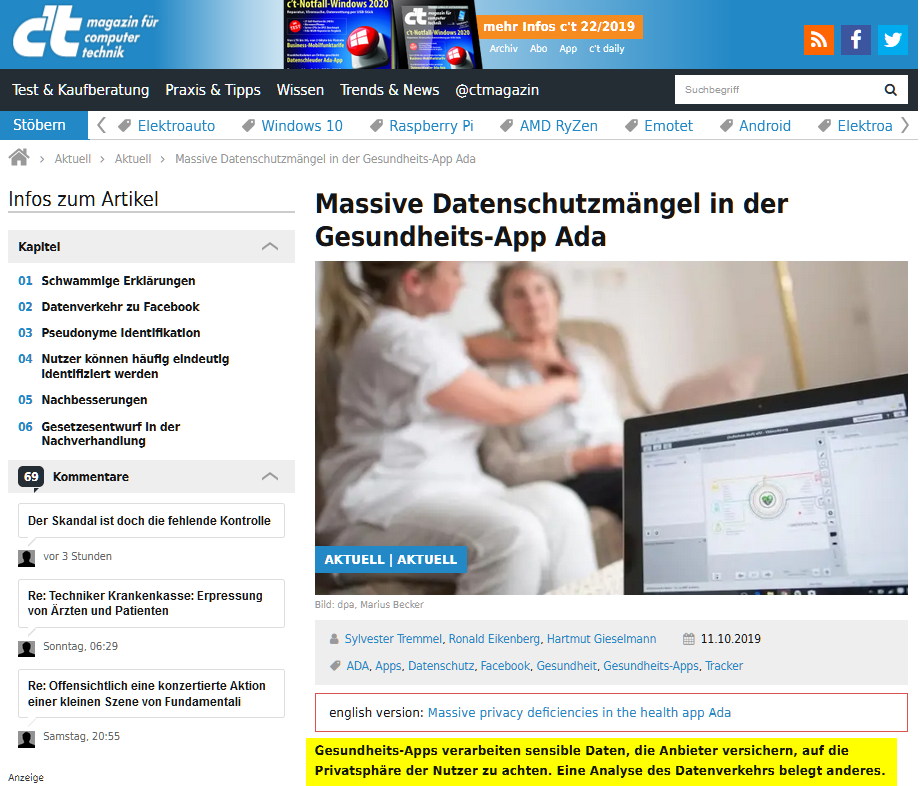 c't magazin für
computer
technik
c't-Notfall-Windows 2020
mehr Infos c't 22/2019
Archiv Abo App c't daily
Test & Kaufberatung Praxis & Tipps Wissen Trends & News @ctmagazin
Suchbegriff
Stöbern Elektroauto Windows 10 Raspberry Pi AMD RyZen Emotet Android Elektroa
Aktuell › Aktuell › Massive Datenschutzmängel in der Gesundheits-App Ada
Infos zum Artikel
Kapitel
01 Schwammige Erklärungen
02 Datenverkehr zu Facebook
03 Pseudonyme Identifikation
04 Nutzer können häufig eindeutig
identifiziert werden
05 Nachbesserungen
06 Gesetzesentwurf in der
Nachverhandlung
69 Kommentare
Der Skandal ist doch die fehlende Kontrolle
vor 3 Stunden
Re: Techniker Krankenkasse: Erpressung
von Ärzten und Patienten
Sonntag, 06:29
Re: Offensichtlich eine konzertierte Aktion
einer kleinen Szene von Fundamentali
Samstag, 20:55
Anzeige
Massive Datenschutzmängel in der
Gesundheits-App Ada
AKTUELL | AKTUELL
Bild: dpa, Marius Becker
Sylvester Tremmel, Ronald Eikenberg, Hartmut Gieselmann 11.10.2019
ADA, Apps, Datenschutz, Facebook, Gesundheit, Gesundheits-Apps, Tracker
english version: Massive privacy deficiencies in the health app Ada
Gesundheits-Apps verarbeiten sensible Daten, die Anbieter versichern, auf die
Privatsphäre der Nutzer zu achten. Eine Analyse des Datenverkehrs belegt anderes.